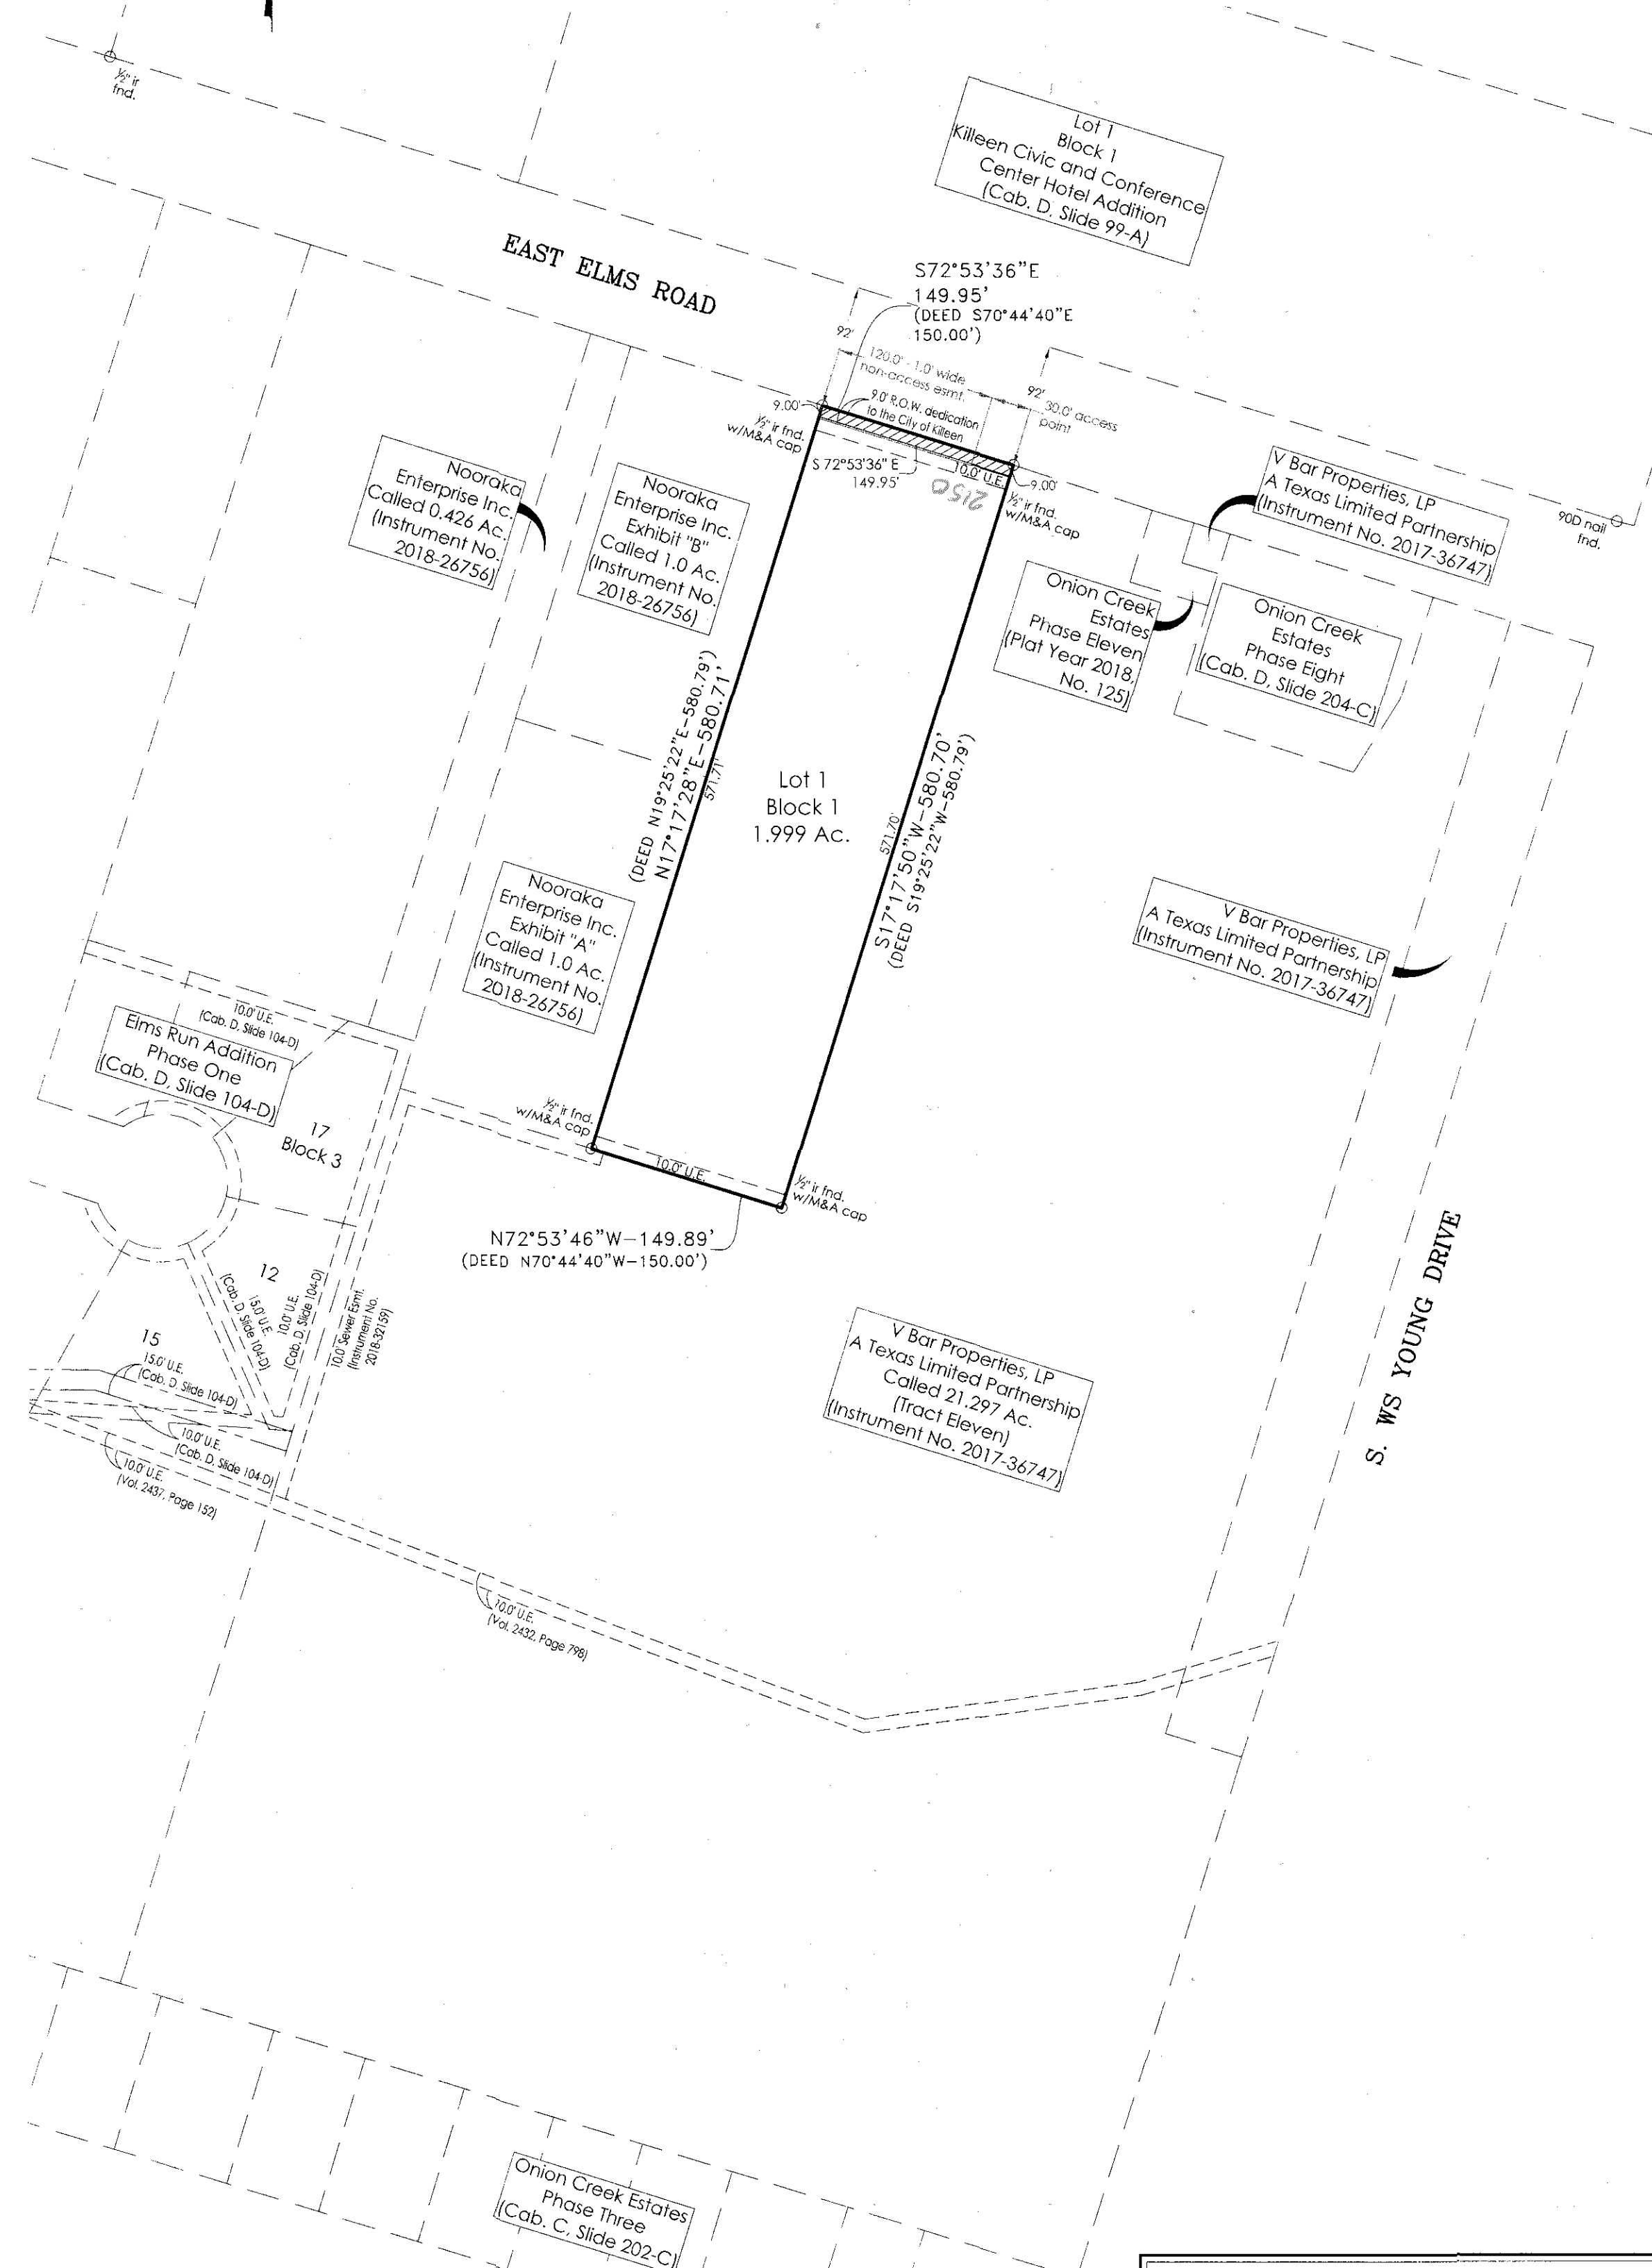 ½" ir
fnd.
Lot 1
Block 1
Killeen Civic and Conference
Center Hotel Addition
(Cab. D, Slide 99-A)
EAST ELMS ROAD
S72°53'36"E
149.95'
(DEED S70°44'40"E
150.00')
92'
120.0' - 1.0' wide
non-access esmt.
92'
30.0' access
point
9.0' R.O.W. dedication
to the City of Killeen
9.00'
½" ir fnd.
w/M&A cap
S 72°53'36" E
149.95'
10.0' U.E.
9.00'
2150
½" ir fnd.
w/M&A cap
90D nail
fnd.
V Bar Properties, LP
A Texas Limited Partnership
(Instrument No. 2017-36747)
Nooraka
Enterprise Inc.
Called 0.426 Ac.
(Instrument No.
2018-26756)
Nooraka
Enterprise Inc.
Exhibit "B"
Called 1.0 Ac.
(Instrument No.
2018-26756)
Onion Creek
Estates
Phase Eleven
(Plat Year 2018,
No. 125)
Onion Creek
Estates
Phase Eight
(Cab. D, Slide 204-C)
(DEED N19°25'22"E-580.79')
N17°17'28"E-580.71'
571.71'
Lot 1
Block 1
1.999 Ac.
571.70'
S17°17'50"W-580.70'
(DEED S19°25'22"W-580.79')
Nooraka
Enterprise Inc.
Exhibit "A"
Called 1.0 Ac.
(Instrument No.
2018-26756)
V Bar Properties, LP
A Texas Limited Partnership
(Instrument No. 2017-36747)
10.0' U.E.
(Cab. D, Slide 104-D)
Elms Run Addition
Phase One
(Cab. D, Slide 104-D)
17
Block 3
½" ir fnd.
w/M&A cap
10.0' U.E.
½" ir fnd.
w/M&A cap
N72°53'46"W-149.89'
(DEED N70°44'40"W-150.00')
12
15.0' U.E.
(Cab. D, Slide 104-D)
10.0' U.E.
(Cab. D, Slide 104-D)
10.0' Sewer Esmt.
(Instrument No.
2018-32159)
15
15.0' U.E.
(Cab. D, Slide 104-D)
10.0' U.E.
(Cab. D, Slide 104-D)
10.0' U.E.
(Vol. 2437, Page 152)
V Bar Properties, LP
A Texas Limited Partnership
Called 21.297 Ac.
(Tract Eleven)
(Instrument No. 2017-36747)
S. WS YOUNG DRIVE
10.0' U.E.
(Vol. 2432, Page 798)
Onion Creek Estates
Phase Three
(Cab. C, Slide 202-C)